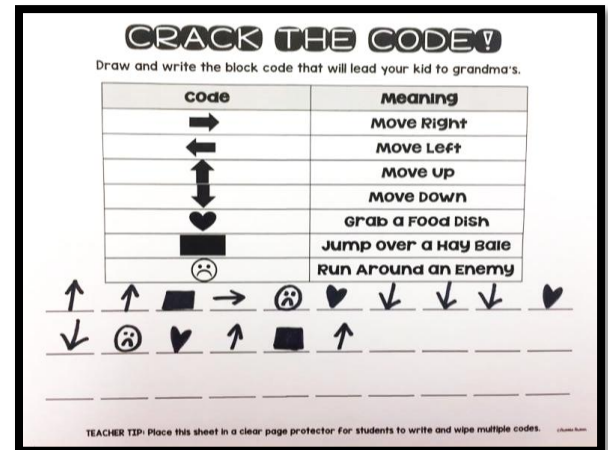 CRACK THE CODE!
Draw and write the block code that will lead your kid to grandma's.
Code Meaning
Move Right
Move Left
Move Up
Move Down
Grab a Food Dish
Jump over a Hay Bale
Run Around an Enemy
TEACHER TIP: Place this sheet in a clear page protector for students to write and wipe multiple codes.